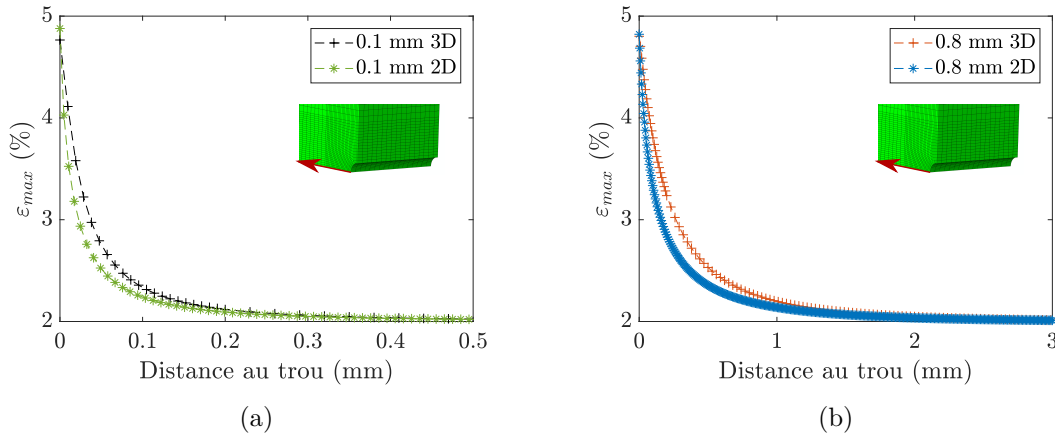 5
4
3
2
ε_max (%)
0 0.1 0.2 0.3 0.4 0.5
Distance au trou (mm)
0.1 mm 3D
0.1 mm 2D
(a)
5
4
3
2
ε_max (%)
0 1 2 3
Distance au trou (mm)
0.8 mm 3D
0.8 mm 2D
(b)